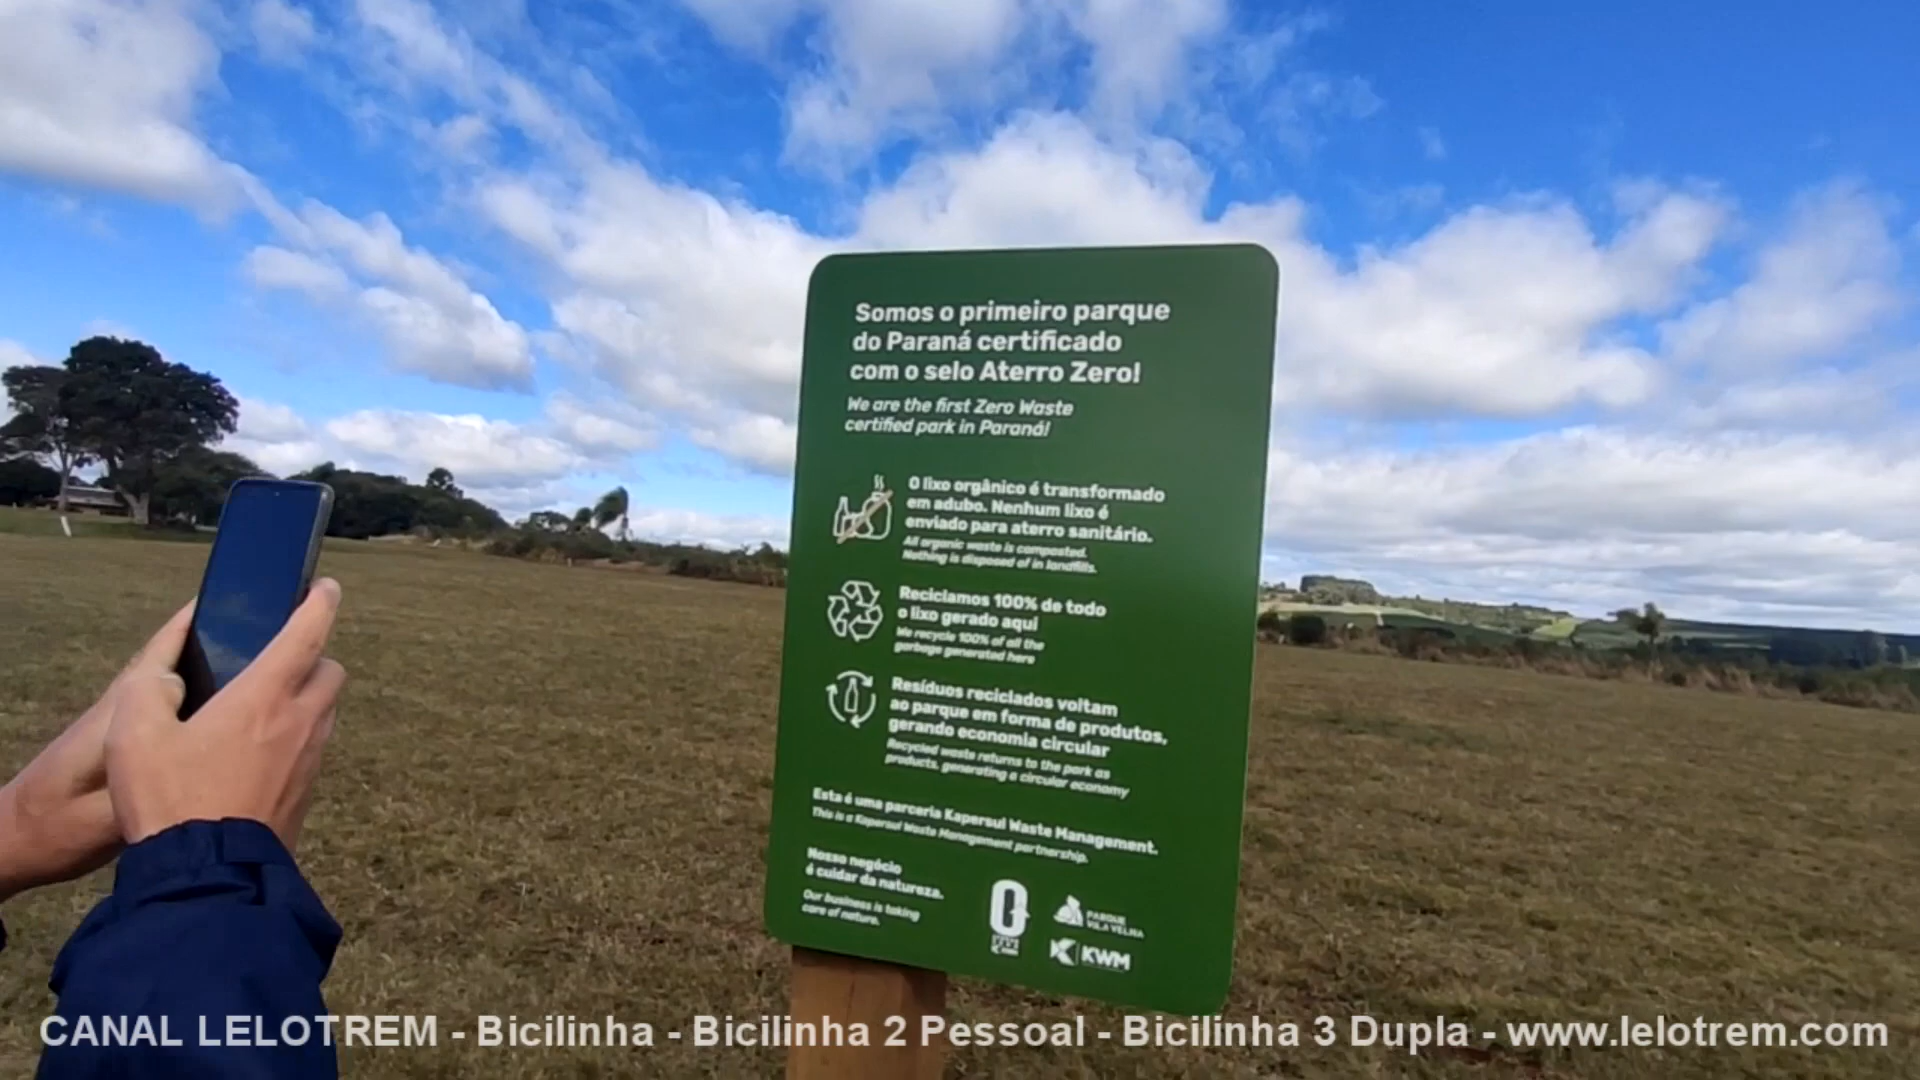 Somos o primeiro parque
do Paraná certificado
com o selo Aterro Zero!
We are the first Zero Waste
certified park in Paraná!
O lixo orgânico é transformado
em adubo. Nenhum lixo é
enviado para aterro sanitário.
All organic waste is composted.
Nothing is disposed of in landfills.
Reciclamos 100% de todo
o lixo gerado aqui
We recycle 100% of all the
garbage generated here
Resíduos reciclados voltam
ao parque em forma de produtos,
gerando economia circular
Recycled waste returns to the park as
products, generating a circular economy
Esta é uma parceria Kapersul Waste Management.
This is a Kapersul Waste Management partnership.
Nosso negócio
é cuidar da natureza.
Our business is taking
care of nature.
PARQUE
VILA VELHA
KWM
CANAL LELOTREM - Bicilinha - Bicilinha 2 Pessoal - Bicilinha 3 Dupla - www.lelotrem.com